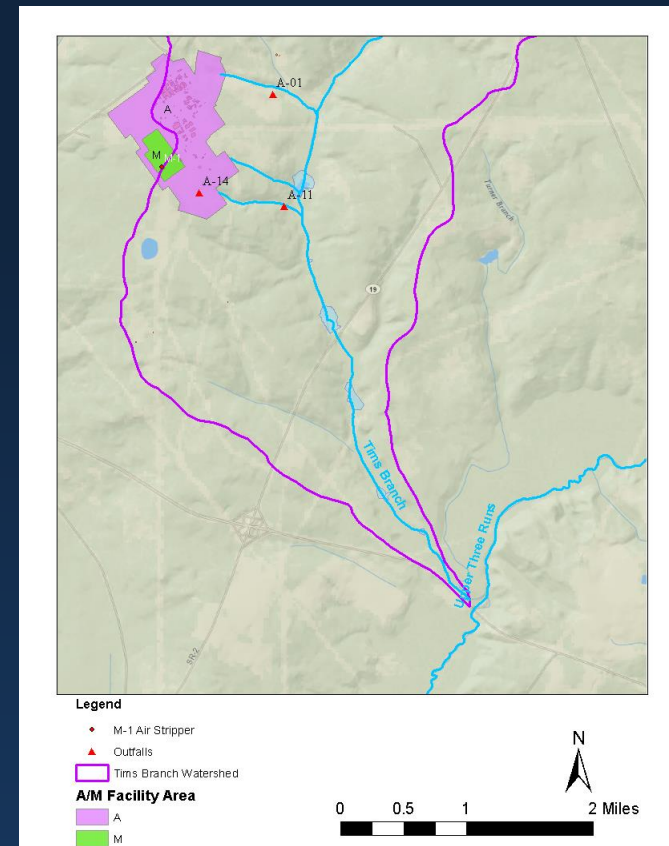 A-01
A
M M-1
A-14
A-11
Turner Branch
19
Tims Branch
Upper Three Runs
SR-2
Legend
M-1 Air Stripper
Outfalls
Tims Branch Watershed
A/M Facility Area
A
M
N
0 0.5 1 2 Miles